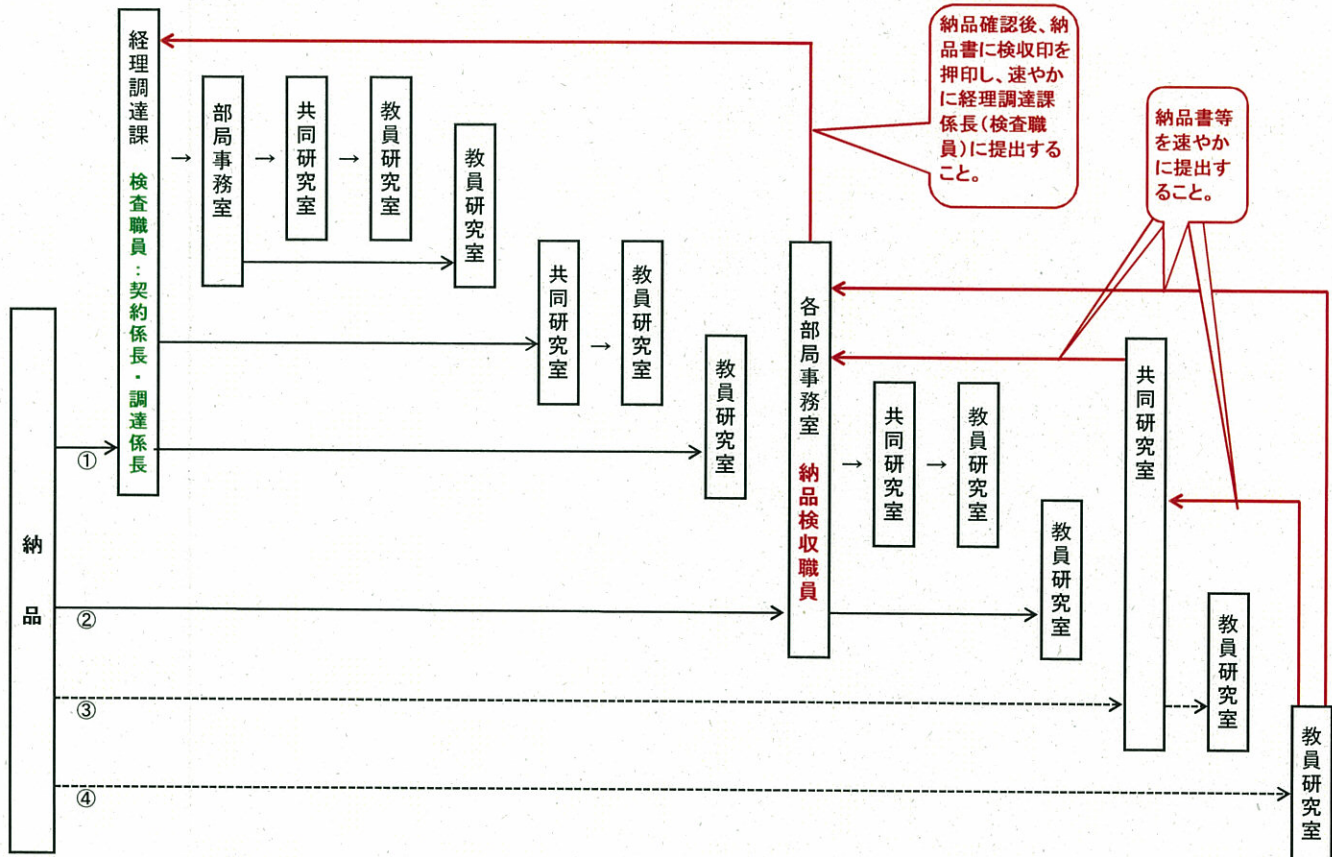 経理調達課　検査職員：契約係長・調達係長
部局事務室
共同研究室
教員研究室
教員研究室
共同研究室
教員研究室
教員研究室
納品確認後、納
品書に検収印を
押印し、速やか
に経理調達課
係長(検査職
員)に提出する
こと。
納品書等
を速やか
に提出す
ること。
各部局事務室　納品検収職員
共同研究室
教員研究室
教員研究室
共同研究室
教員研究室
教員研究室
納品
①
②
③
④